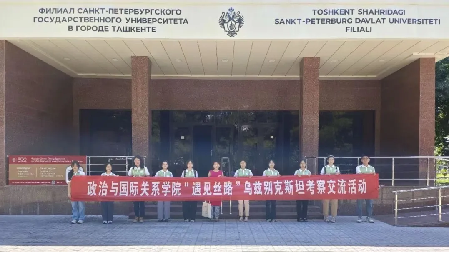 ФИЛИАЛ САНКТ-ПЕТЕРБУРГСКОГО
ГОСУДАРСТВЕННОГО УНИВЕРСИТЕТА
В ГОРОДЕ ТАШКЕНТЕ
TOSHKENT SHAHRIDAGI
SANKT-PETERBURG DAVLAT UNIVERSITETI
FILIALI
政治与国际关系学院“遇见丝路”乌兹别克斯坦考察交流活动